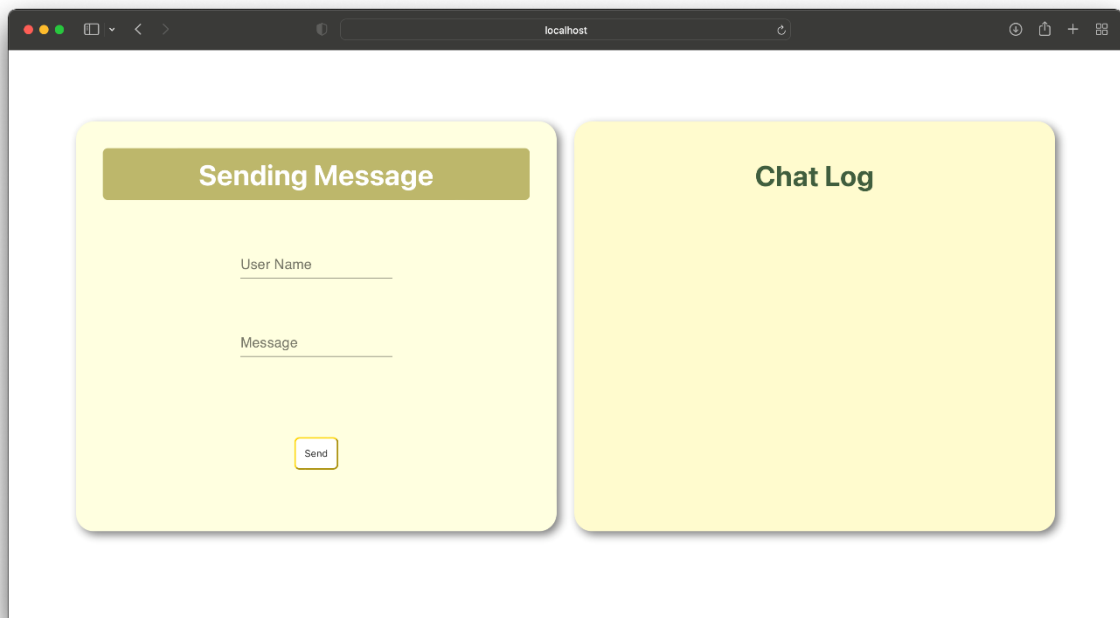 localhost
Sending Message
User Name
Message
Send
Chat Log